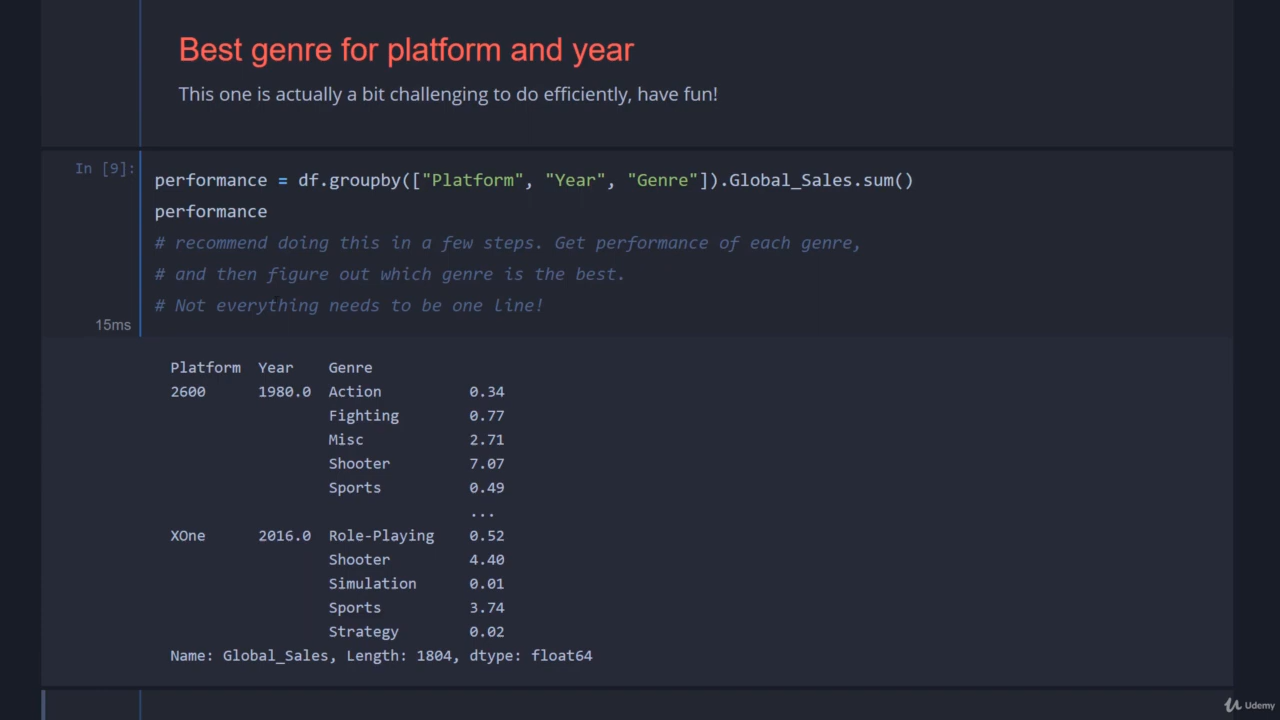 Best genre for platform and year
This one is actually a bit challenging to do efficiently, have fun!
In [9]:
performance = df.groupby(["Platform", "Year", "Genre"]).Global_Sales.sum()
performance
# recommend doing this in a few steps. Get performance of each genre,
# and then figure out which genre is the best.
# Not everything needs to be one line!
15ms
Platform Year Genre
2600 1980.0 Action 0.34
Fighting 0.77
Misc 2.71
Shooter 7.07
Sports 0.49
...
XOne 2016.0 Role-Playing 0.52
Shooter 4.40
Simulation 0.01
Sports 3.74
Strategy 0.02
Name: Global_Sales, Length: 1804, dtype: float64
Udemy